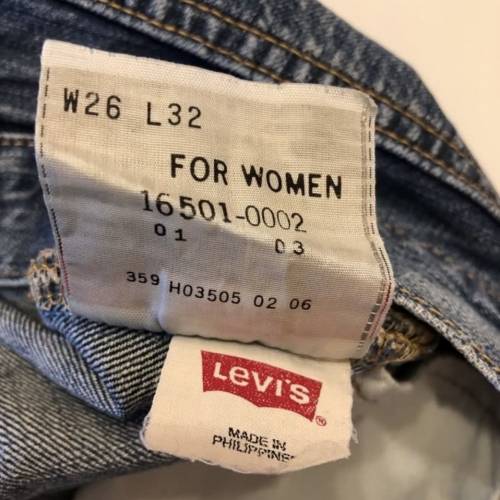 W26 L32
FOR WOMEN
16501-0002
01 03
359 H03505 02 06
Levi's®
MADE IN
PHILIPPINES